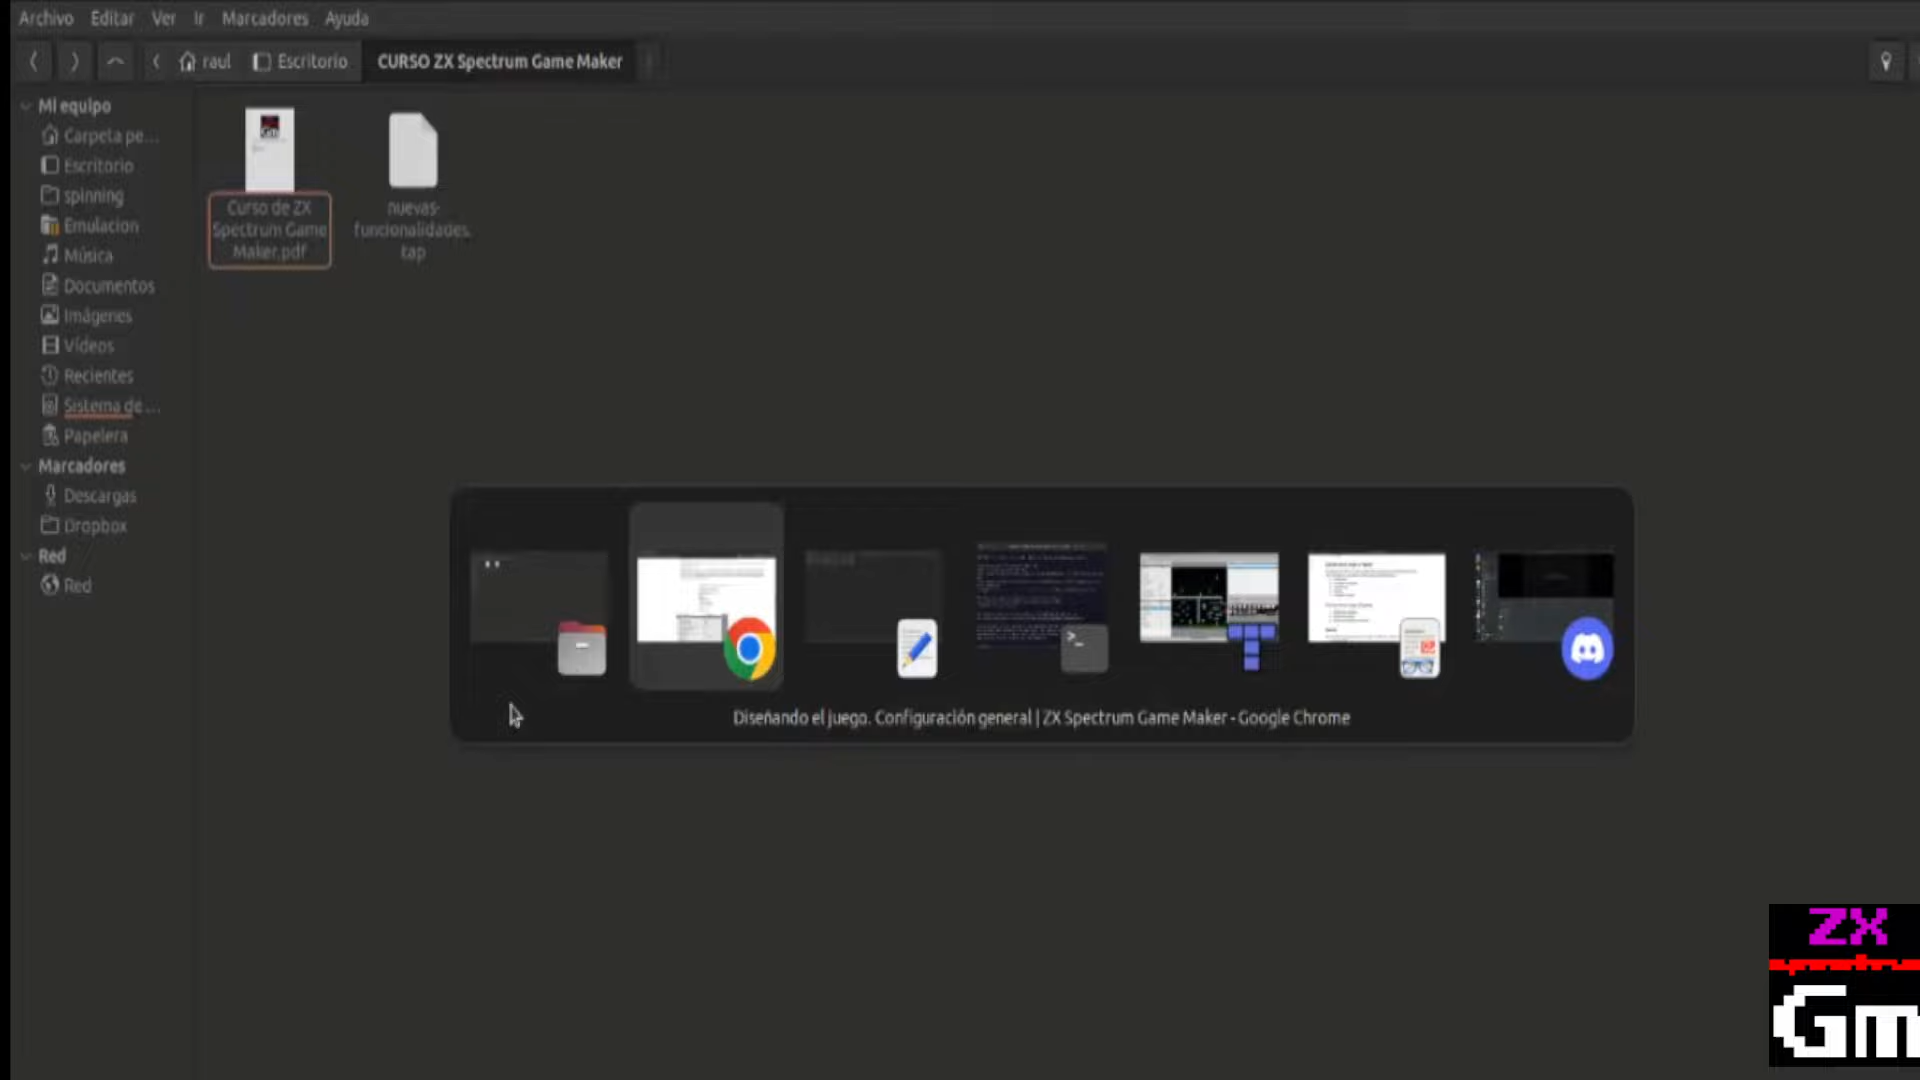 Archivo Editar Ver Ir Marcadores Ayuda
raul Escritorio CURSO ZX Spectrum Game Maker
Mi equipo
Carpeta pe...
Escritorio
spinning
Emulacion
Música
Documentos
Imágenes
Vídeos
Recientes
Sistema de ...
Papelera
Marcadores
Descargas
Dropbox
Red
Red
Curso de ZX
Spectrum Game
Maker.pdf
nuevas-
funcionalidades.
tap
Diseñando el juego. Configuración general | ZX Spectrum Game Maker - Google Chrome
ZX
spectrum
Gm